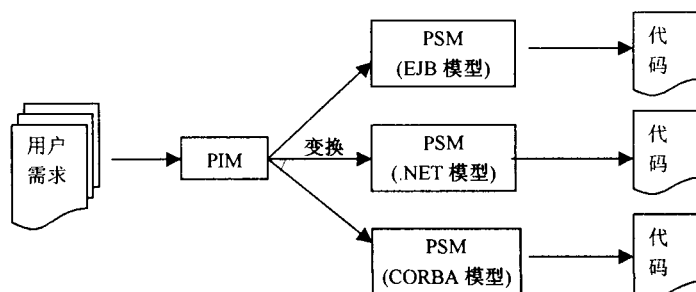 用户
需求
PIM
变换
PSM
(EJB 模型)
代
码
PSM
(.NET 模型)
代
码
PSM
(CORBA 模型)
代
码